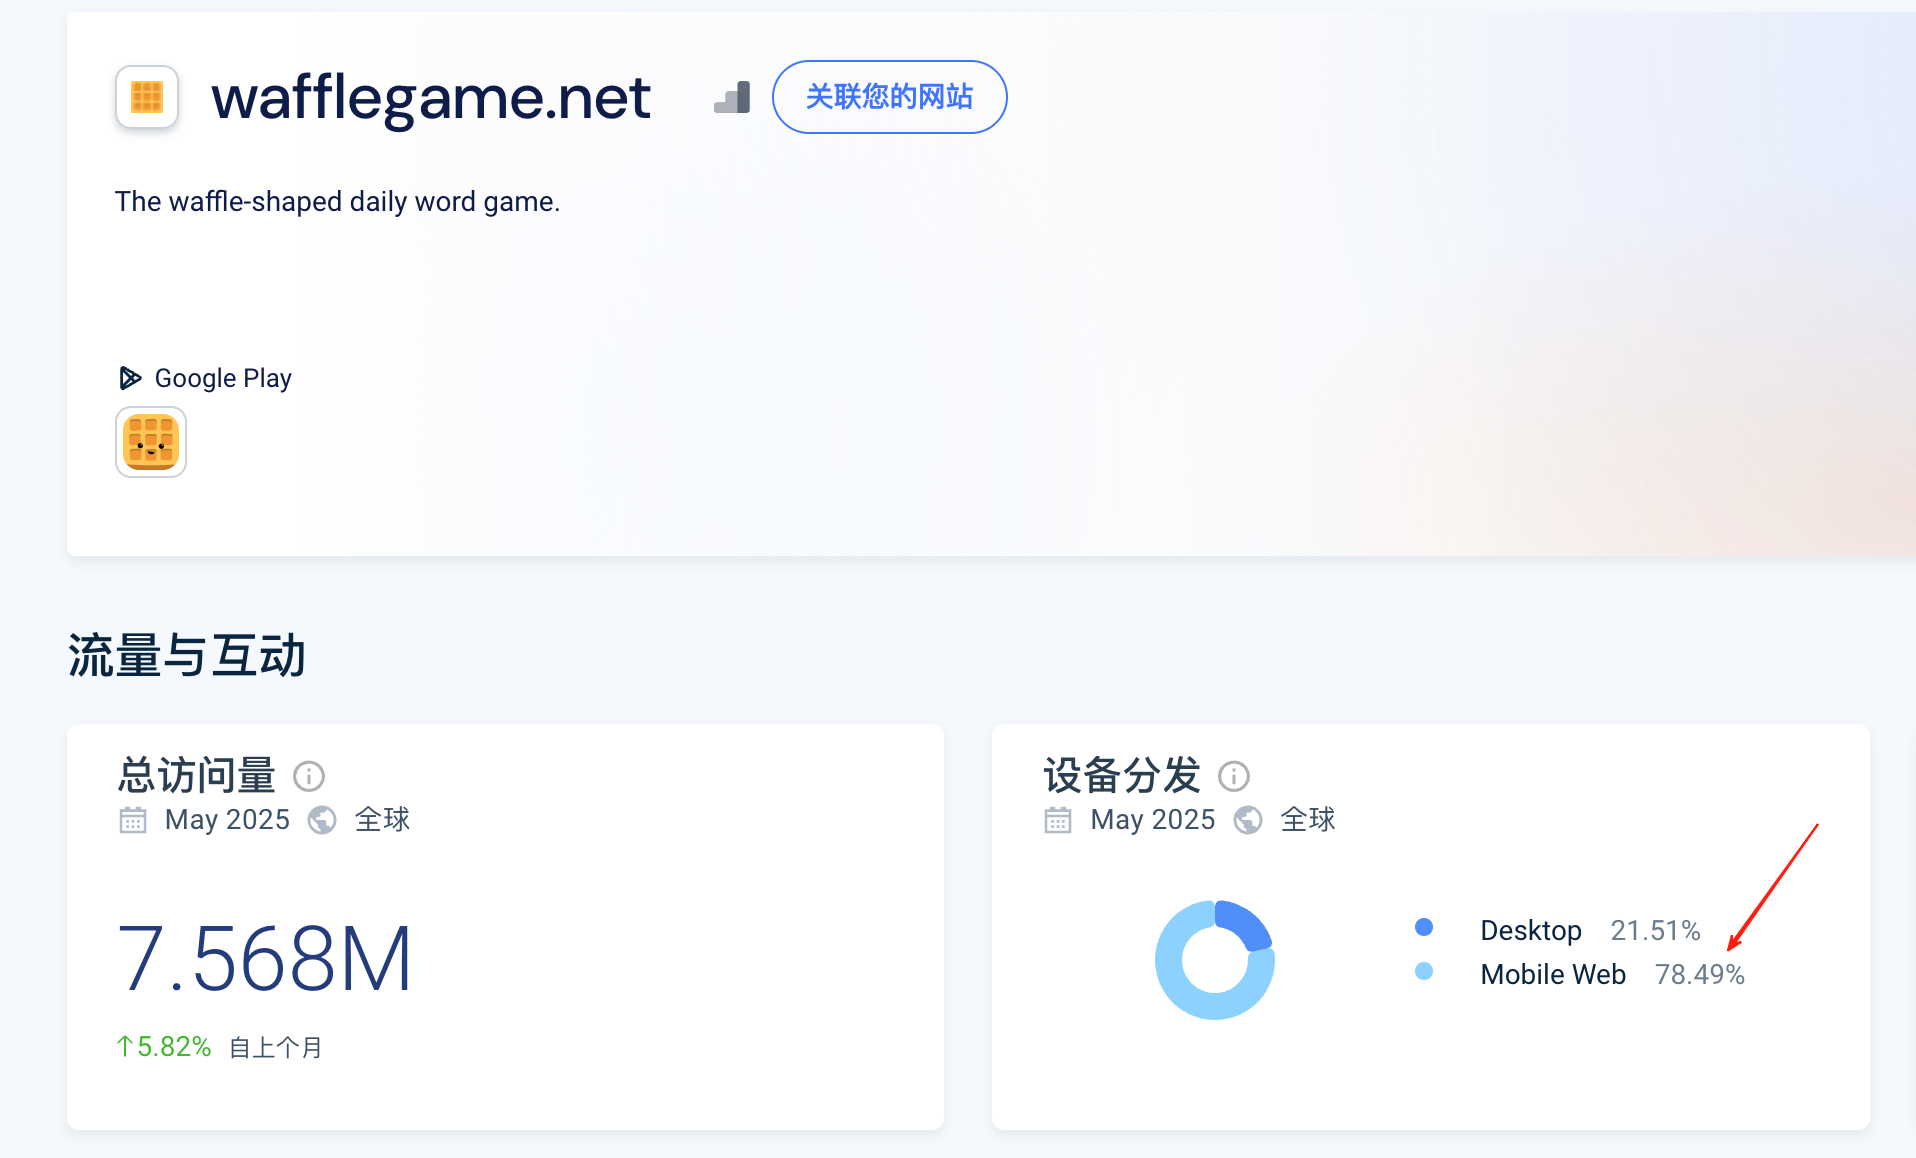 wafflegame.net
关联您的网站
The waffle-shaped daily word game.
Google Play
流量与互动
总访问量
May 2025 全球
7.568M
↑5.82% 自上个月
设备分发
May 2025 全球
Desktop 21.51%
Mobile Web 78.49%